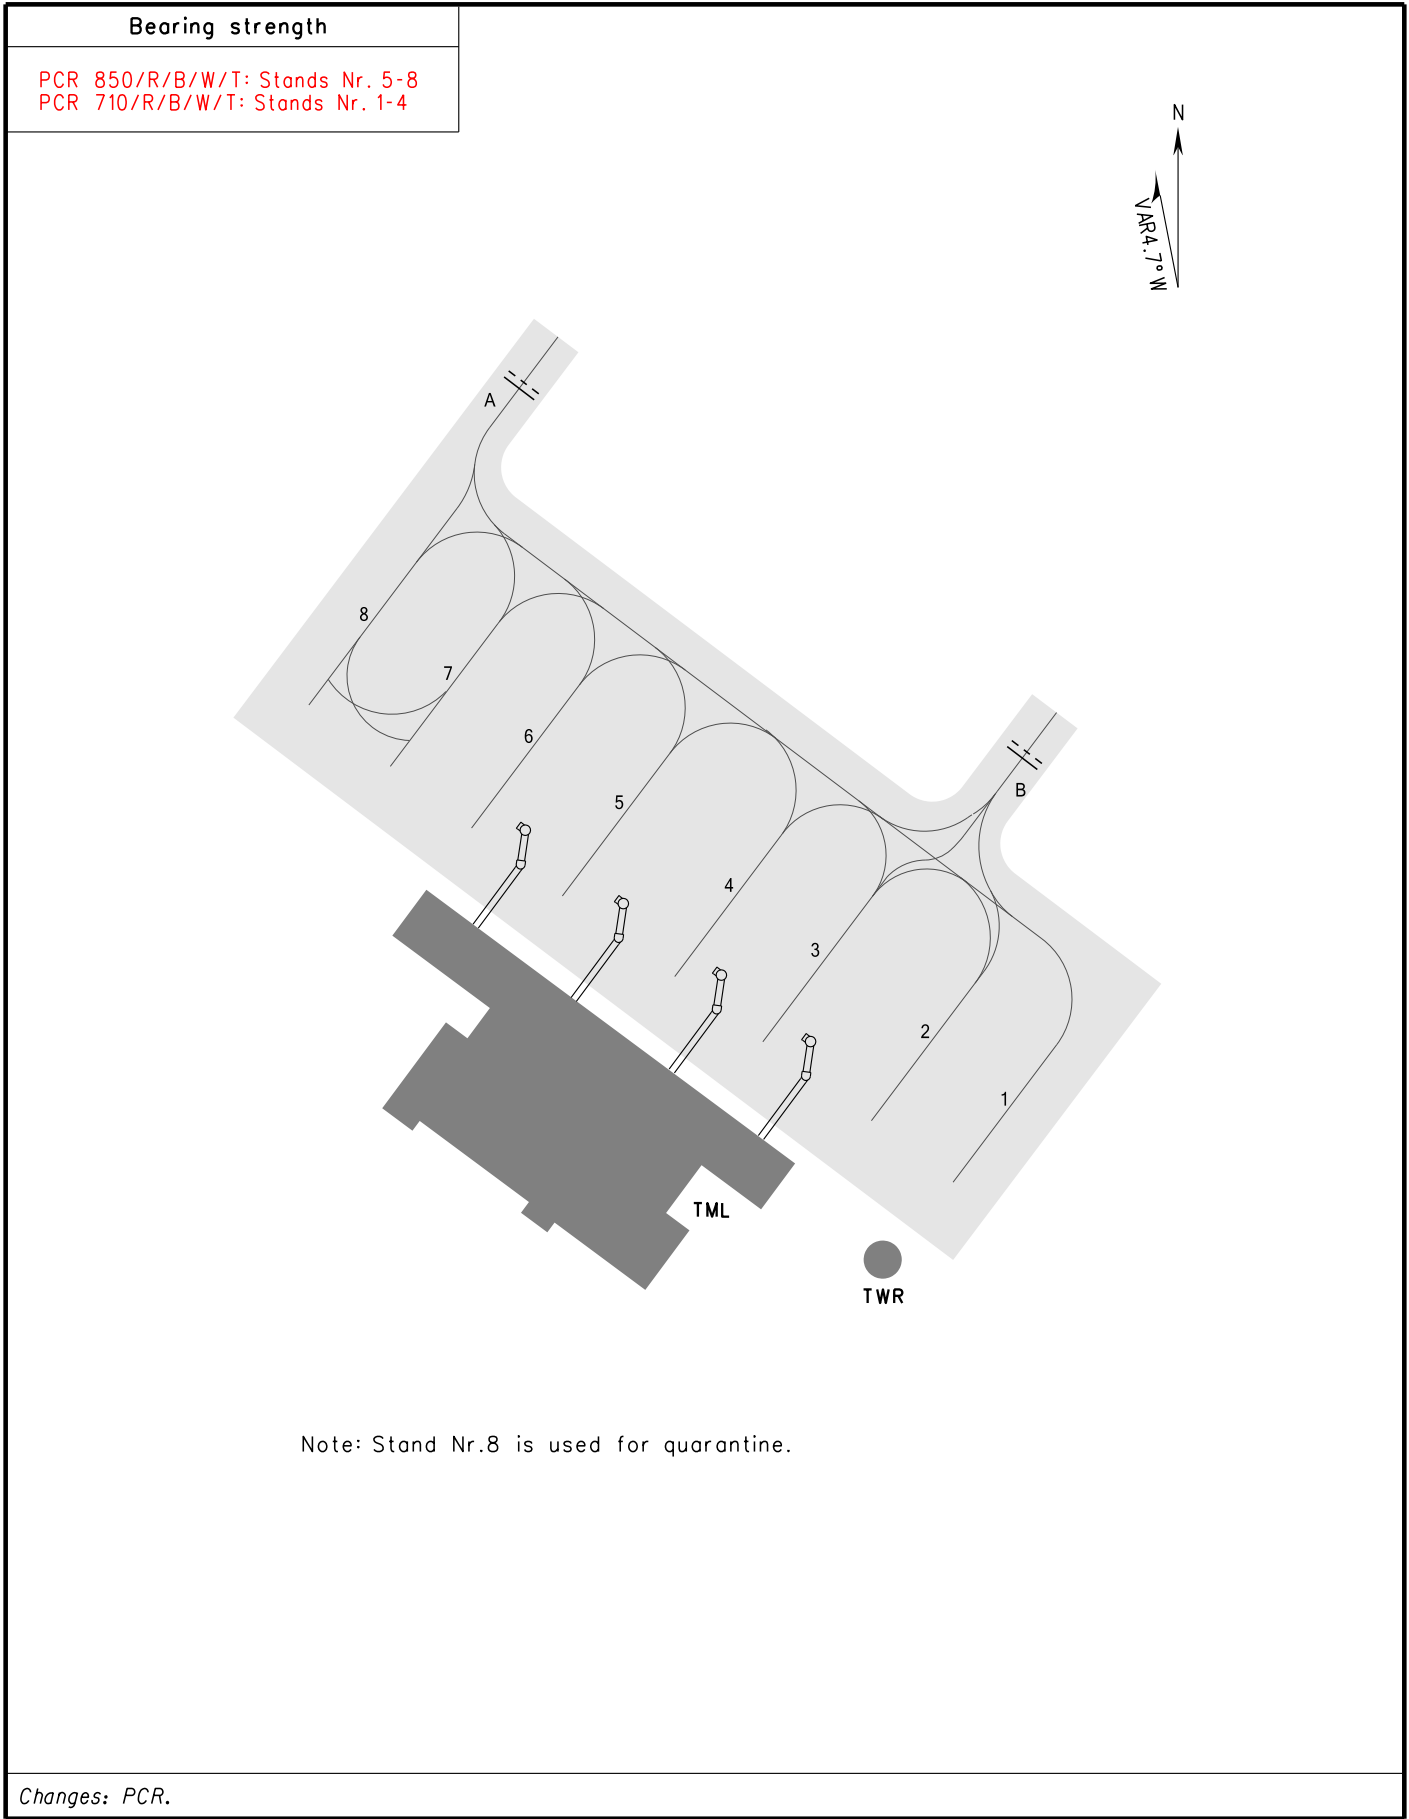 Bearing strength
PCR 850/R/B/W/T: Stands Nr. 5-8
PCR 710/R/B/W/T: Stands Nr. 1-4
N
VAR4.7°W
A
8
7
6
5
B
4
3
2
1
TML
TWR
Note: Stand Nr.8 is used for quarantine.
Changes: PCR.